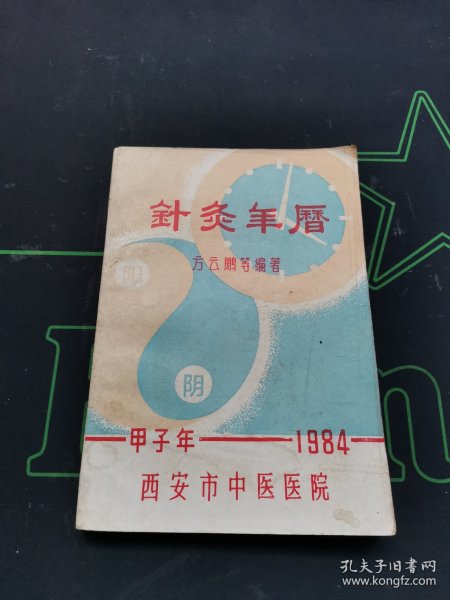 針灸年曆
方云鹏等編著
阳
阴
甲子年 1984
西安市中医医院
孔夫子旧书网
www.kongfz.com